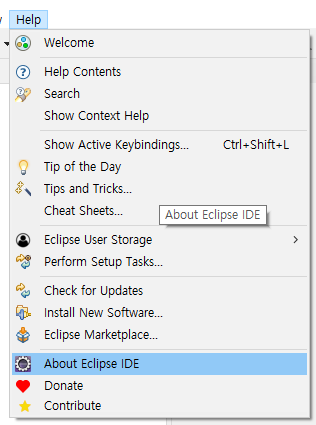 Help
Welcome
Help Contents
Search
Show Context Help
Show Active Keybindings... Ctrl+Shift+L
Tip of the Day
Tips and Tricks...
Cheat Sheets...
About Eclipse IDE
Eclipse User Storage
Perform Setup Tasks...
Check for Updates
Install New Software...
Eclipse Marketplace...
About Eclipse IDE
Donate
Contribute